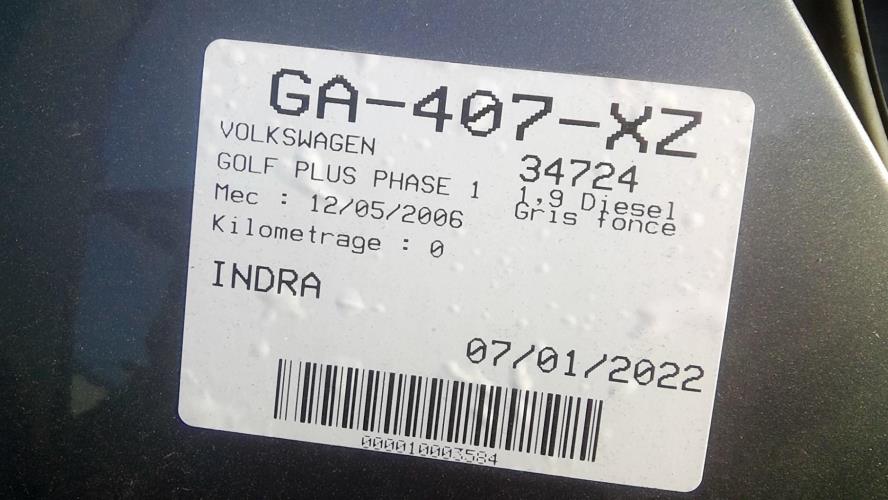 GA-407-XZ
VOLKSWAGEN
34724
GOLF PLUS PHASE 1
1,9 Diesel
Mec : 12/05/2006
Gris fonce
Kilometrage : 0
INDRA
07/01/2022
000010003584